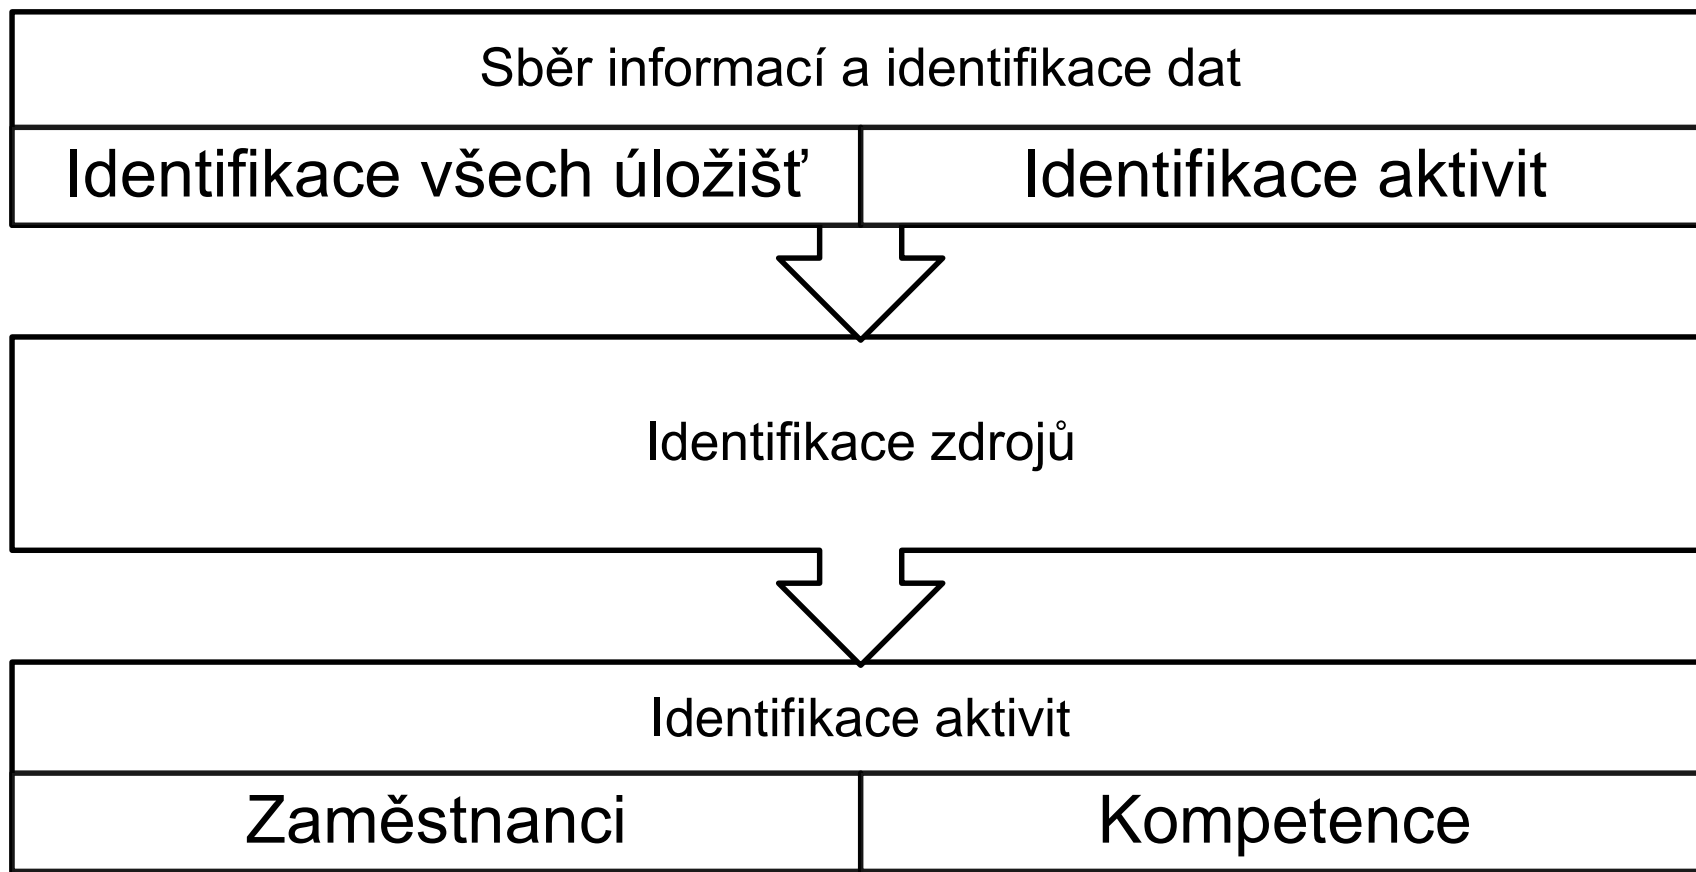 Sběr informací a identifikace dat
Identifikace všech úložišť
Identifikace aktivit
Identifikace zdrojů
Identifikace aktivit
Zaměstnanci
Kompetence